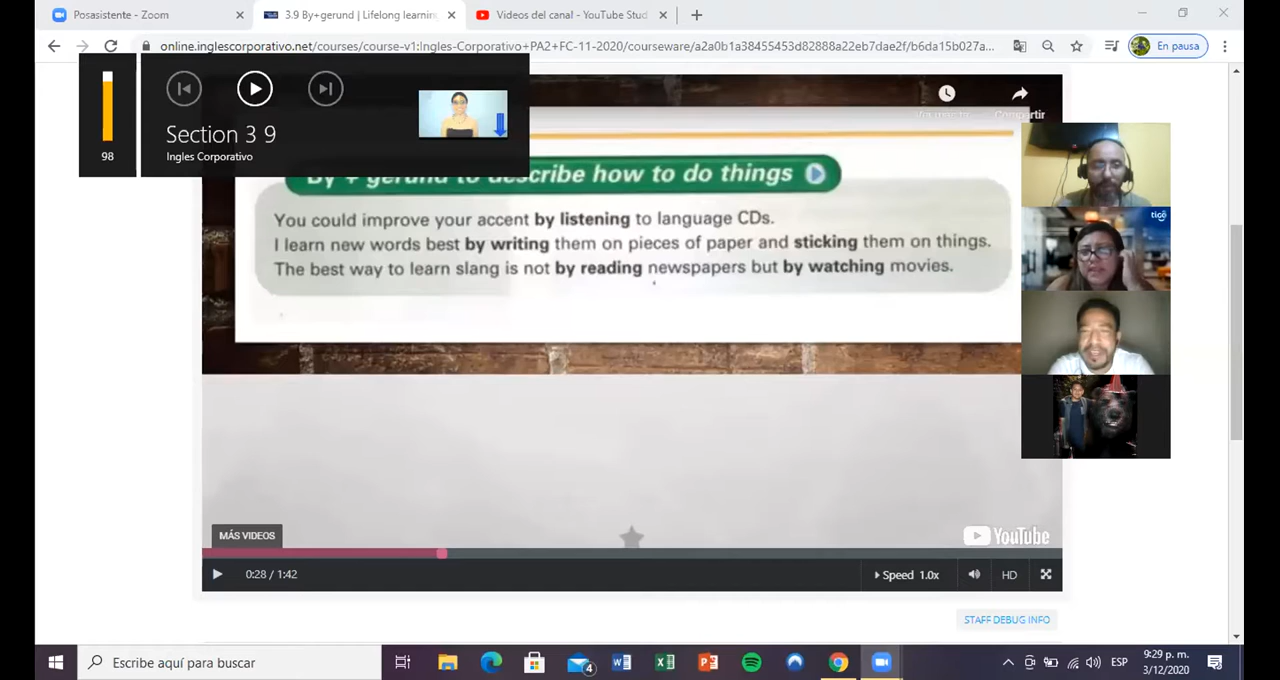 Posasistente - Zoom
3.9 By+gerund | Lifelong learning
Videos del canal - YouTube Stud
online.inglescorporativo.net/courses/course-v1:Ingles-Corporativo+PA2+FC-11-2020/courseware/a2a0b1a38455453d82888a22eb7dae2f/b6da15b027a...
En pausa
Section 3 9
Ingles Corporativo
98
Compartir
tigo
By + gerund to describe how to do things
You could improve your accent by listening to language CDs.
I learn new words best by writing them on pieces of paper and sticking them on things.
The best way to learn slang is not by reading newspapers but by watching movies.
MÁS VIDEOS
YouTube
0:28 / 1:42
Speed 1.0x
HD
STAFF DEBUG INFO
Escribe aquí para buscar
4
ESP
9:29 p. m.
3/12/2020